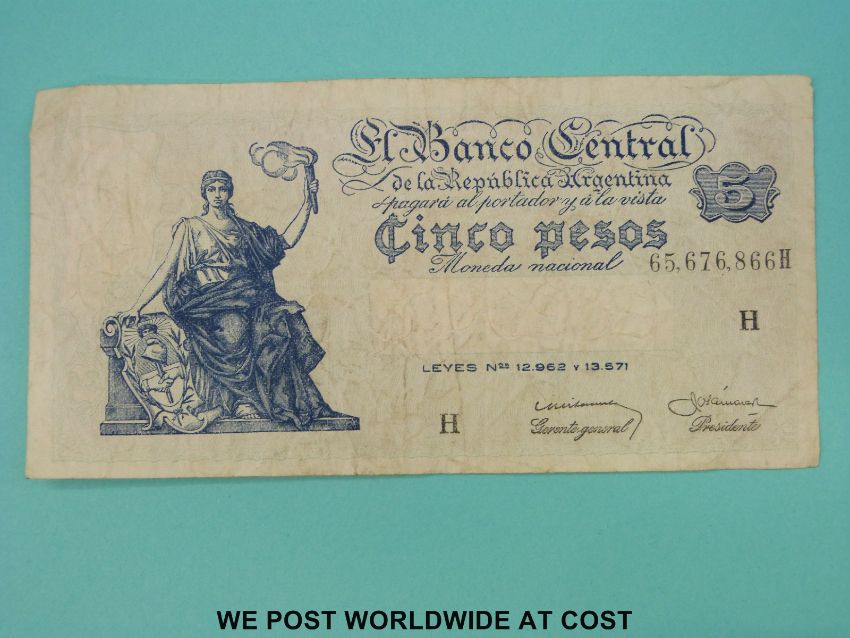 El Banco Central
de la República Argentina
pagará al portador y á la vista
5
Cinco pesos
Moneda nacional
65,676,866H
H
LEYES Nos 12.962 Y 13.571
H
Gerente general
Presidente
WE POST WORLDWIDE AT COST